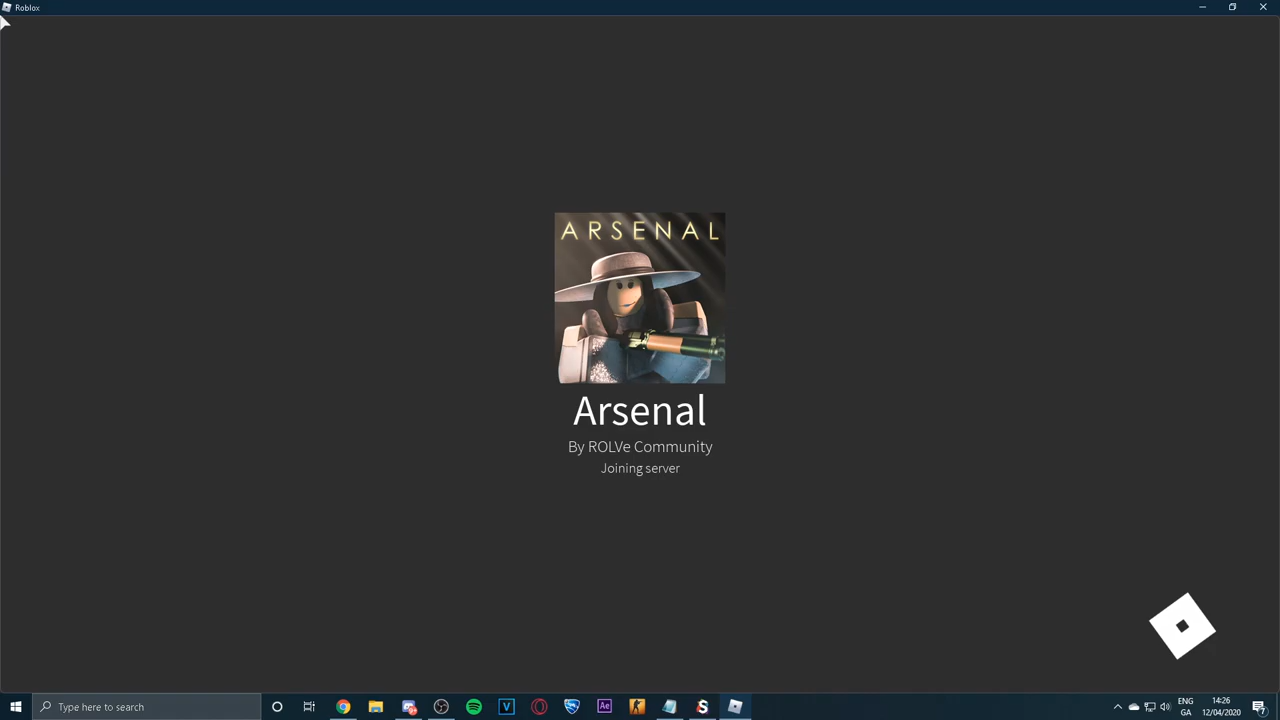 Roblox
ARSENAL
Arsenal
By ROLVe Community
Joining server
Type here to search
V
Ae
S
ENG
GA
14:26
12/04/2020